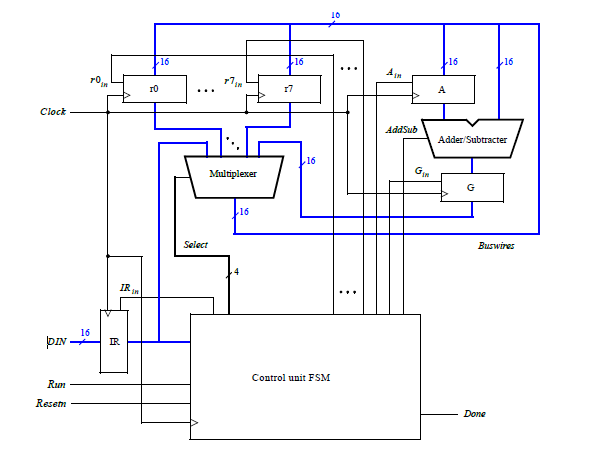 16
16
16
16
16
r0in
r7in
...
Ain
r0
...
r7
A
Clock
AddSub
Adder/Subtracter
16
Multiplexer
Gin
G
16
Select
Buswires
4
IRin
...
DIN
16
IR
Run
Control unit FSM
Resetn
Done